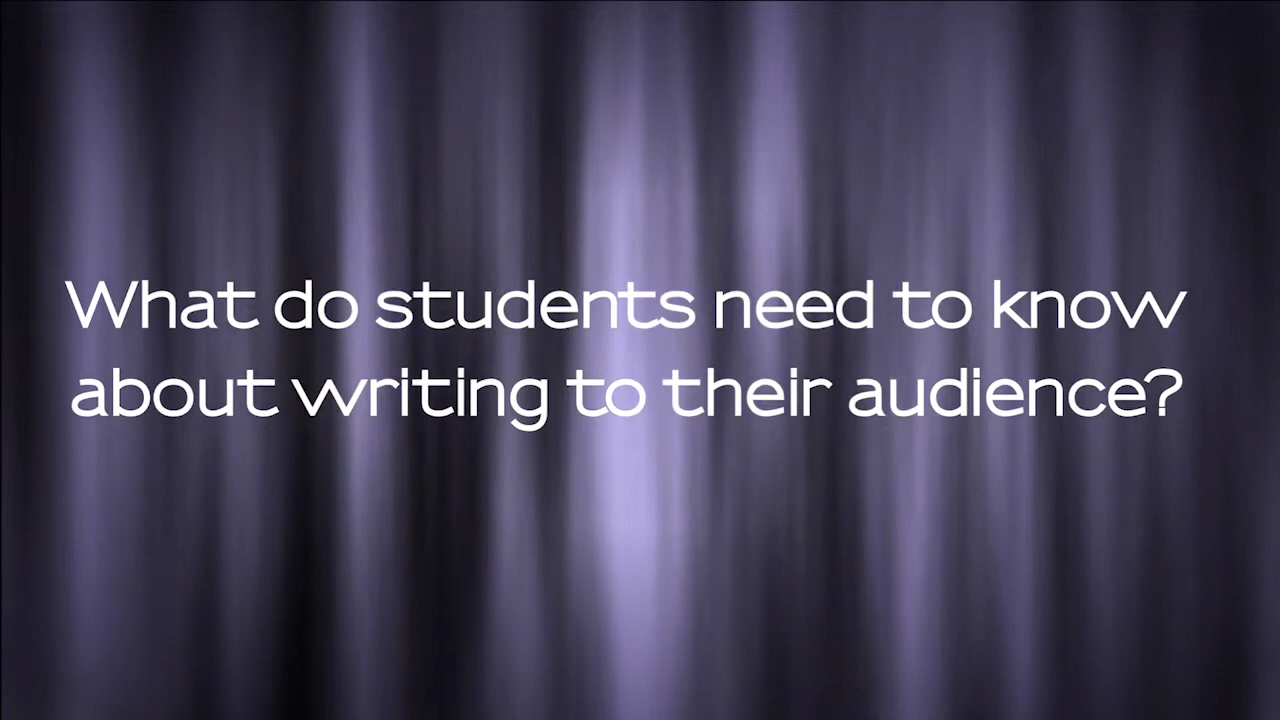 What do students need to know
about writing to their audience?